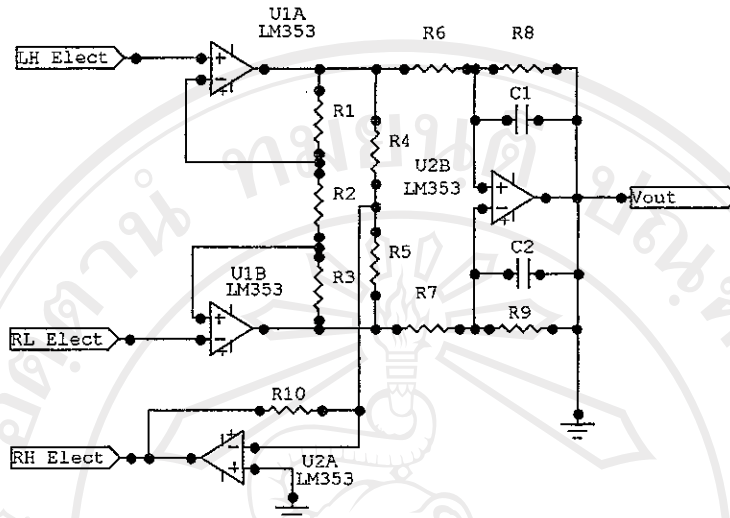 U1A
LM353
LH Elect
R6
R8
C1
R1
R4
U2B
LM353
R2
Vout
U1B
LM353
R3
R5
C2
R7
R9
RL Elect
R10
RH Elect
U2A
LM353